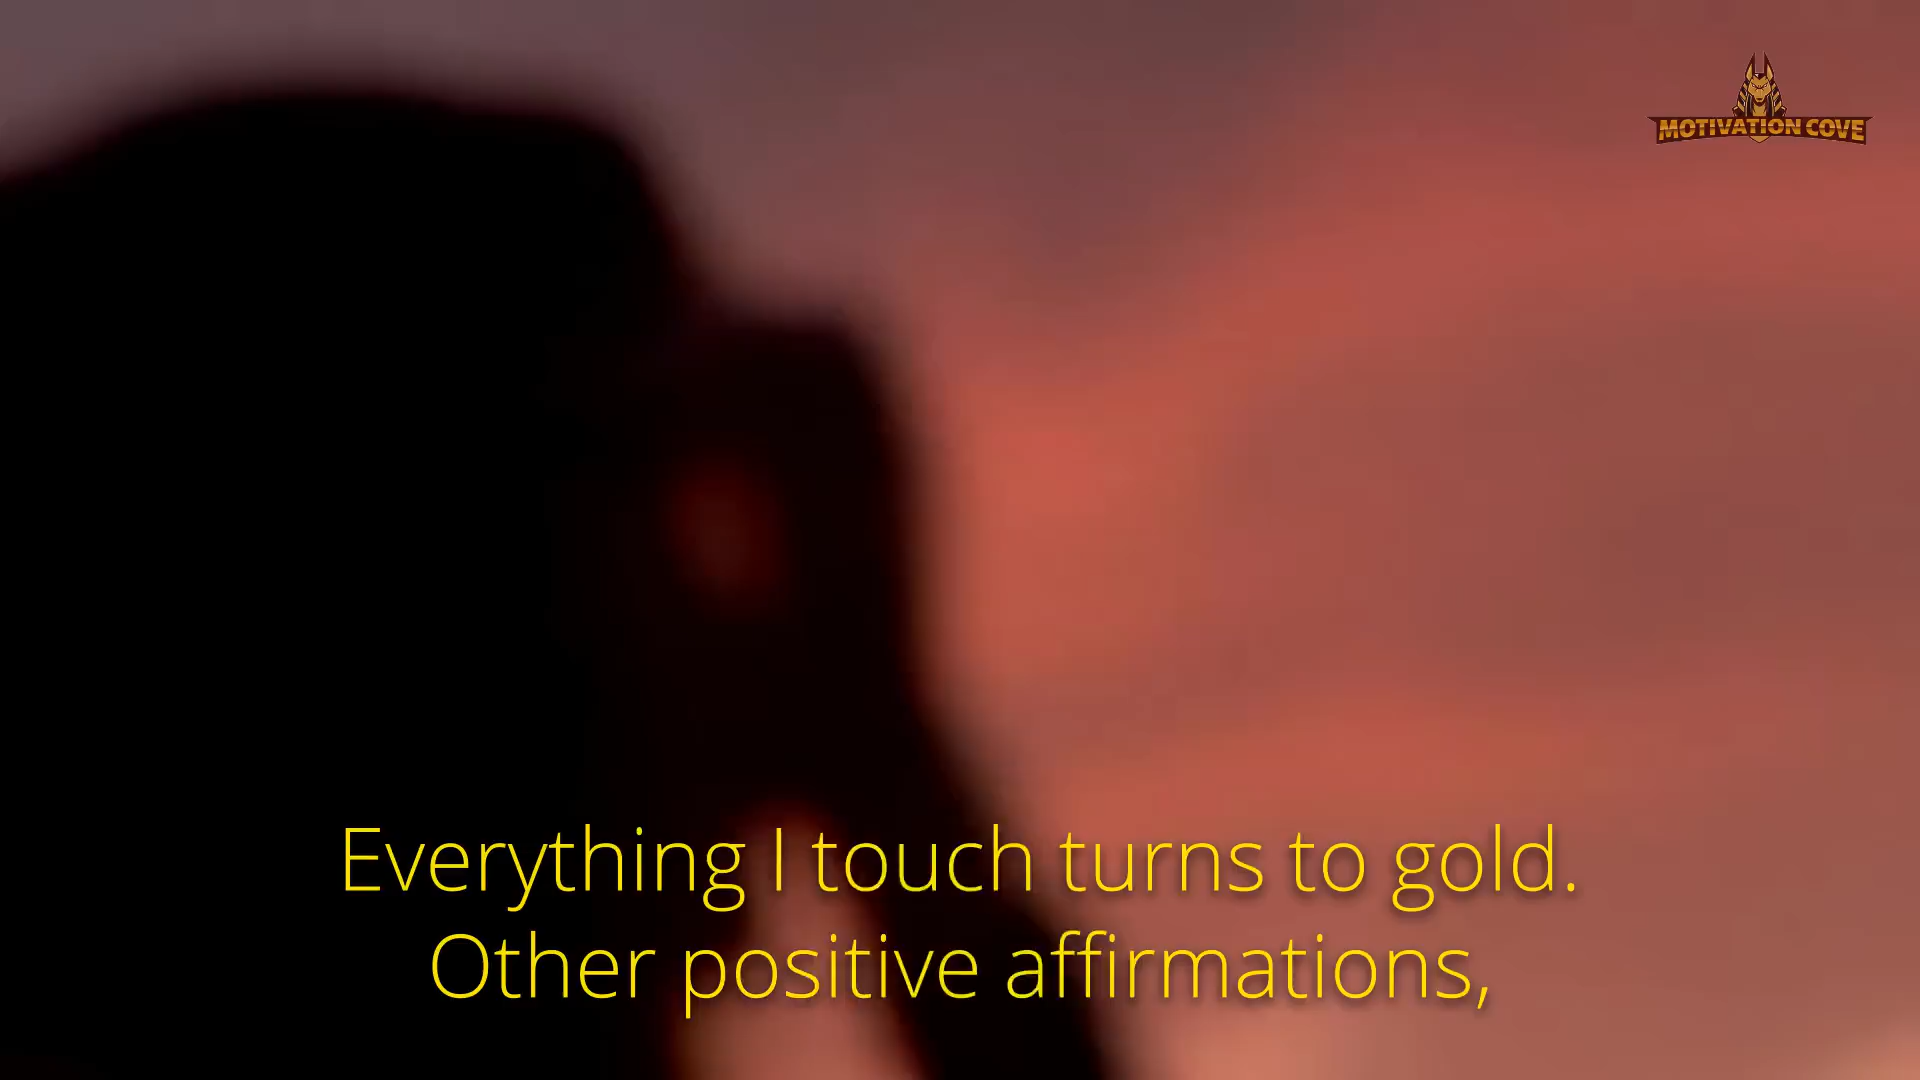 MOTIVATION COVE
Everything I touch turns to gold.
Other positive affirmations,